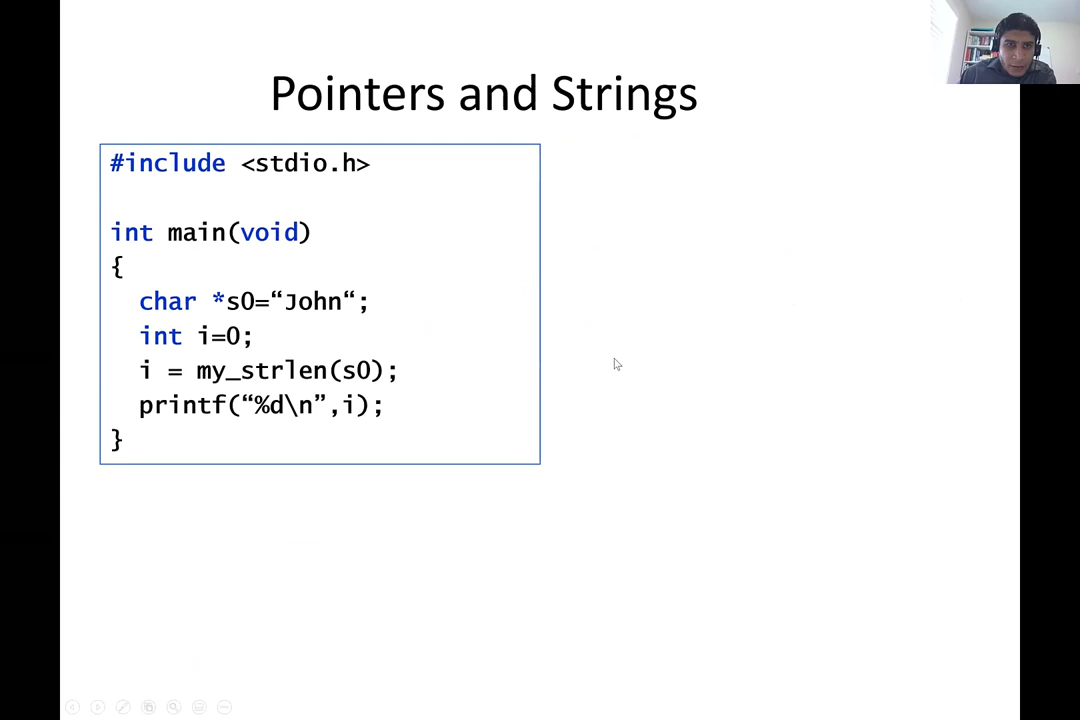 Pointers and Strings
#include <stdio.h>
int main(void)
{
char *s0=“John“;
int i=0;
i = my_strlen(s0);
printf(“%d\n”,i);
}